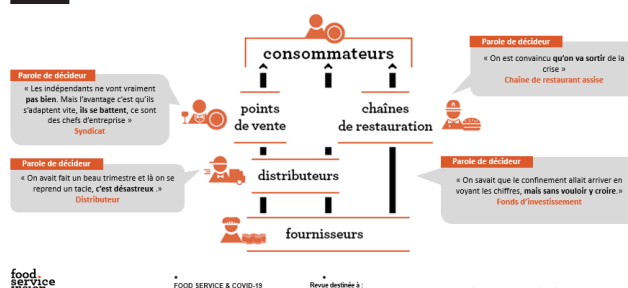 consommateurs
Parole de décideur
« Les indépendants ne vont vraiment
pas bien. Mais l'avantage c'est qu'ils
s'adaptent vite, ils se battent, ce sont
des chefs d'entreprise »
Syndicat
Parole de décideur
« On est convaincu qu'on va sortir de la
crise »
Chaîne de restaurant assise
points
de vente
chaînes
de restauration
Parole de décideur
« On avait fait un beau trimestre et là on se
reprend un tacle, c'est désastreux .»
Distributeur
distributeurs
Parole de décideur
« On savait que le confinement allait arriver en
voyant les chiffres, mais sans vouloir y croire.»
Fonds d'investissement
fournisseurs
food
service
vision
FOOD SERVICE & COVID-19
Revue destinée à :